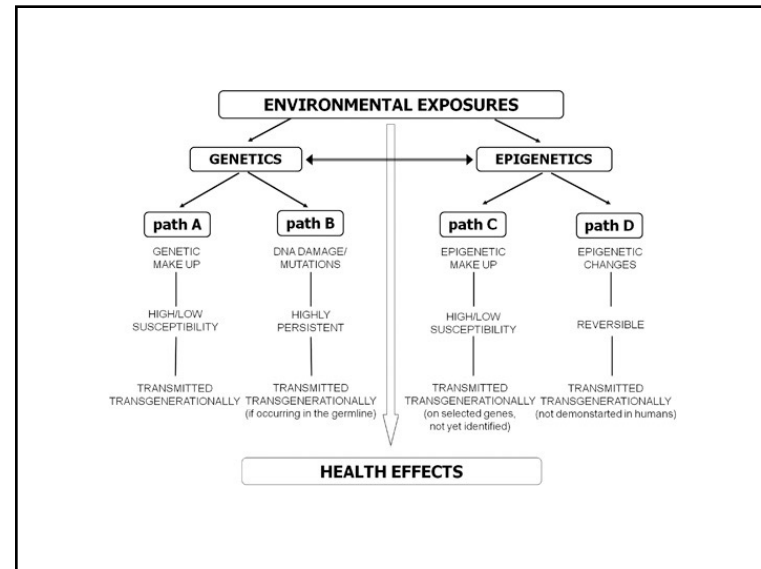 ENVIRONMENTAL EXPOSURES
GENETICS
EPIGENETICS
path A
GENETIC
MAKE UP
HIGH/LOW
SUSCEPTIBILITY
TRANSMITTED
TRANSGENERATIONALLY
path B
DNA DAMAGE/
MUTATIONS
HIGHLY
PERSISTENT
TRANSMITTED
TRANSGENERATIONALLY
(if occurring in the germline)
path C
EPIGENETIC
MAKE UP
HIGH/LOW
SUSCEPTIBILITY
TRANSMITTED
TRANSGENERATIONALLY
(on selected genes,
not yet identified)
path D
EPIGENETIC
CHANGES
REVERSIBLE
TRANSMITTED
TRANSGENERATIONALLY
(not demonstarted in humans)
HEALTH EFFECTS